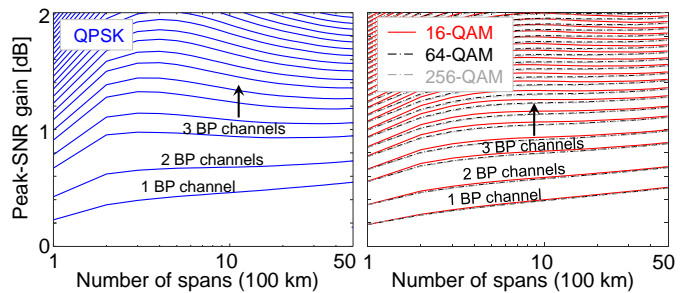 Peak-SNR gain [dB]
2
1
0
QPSK
3 BP channels
2 BP channels
1 BP channel
1
10
50
Number of spans (100 km)
16-QAM
64-QAM
256-QAM
3 BP channels
2 BP channels
1 BP channel
1
10
50
Number of spans (100 km)